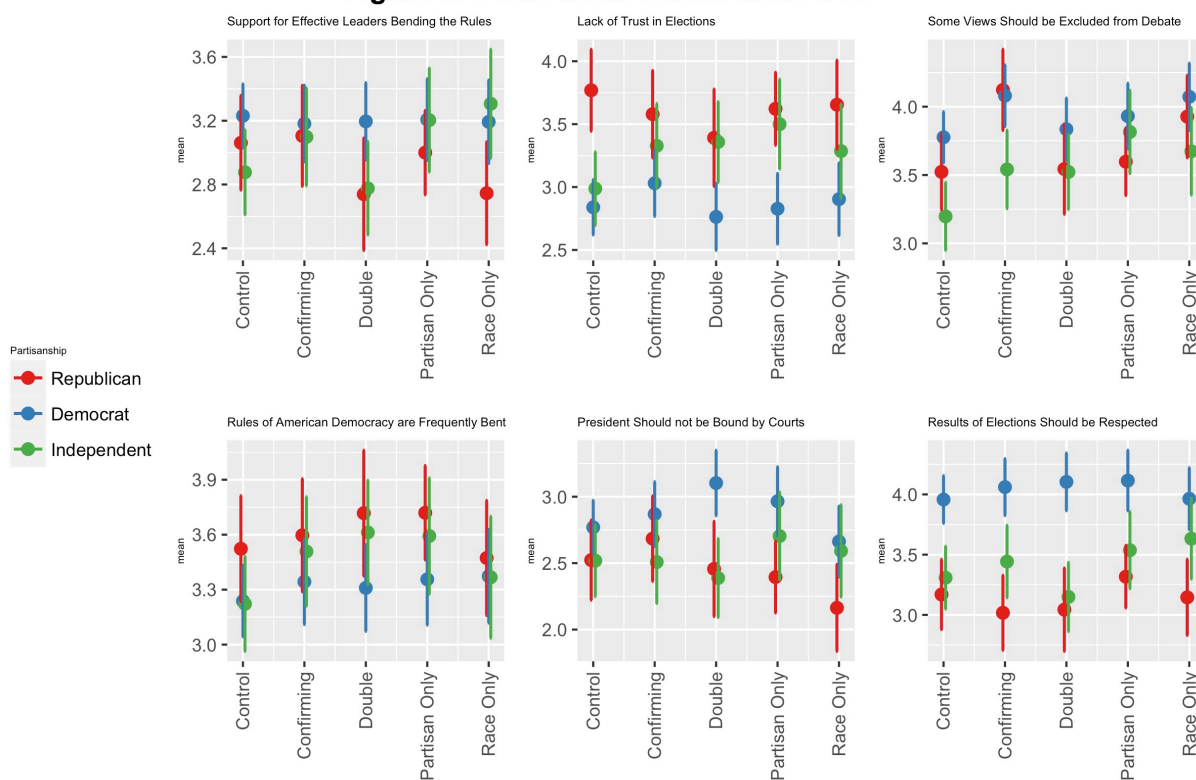 Support for Effective Leaders Bending the Rules
Lack of Trust in Elections
Some Views Should be Excluded from Debate
mean
3.6
3.2
2.8
2.4
Control
Confirming
Double
Partisan Only
Race Only
mean
4.0
3.5
3.0
2.5
Control
Confirming
Double
Partisan Only
Race Only
mean
4.0
3.5
3.0
Control
Confirming
Double
Partisan Only
Race Only
Partisanship
Republican
Democrat
Independent
Rules of American Democracy are Frequently Bent
President Should not be Bound by Courts
Results of Elections Should be Respected
mean
3.9
3.6
3.3
3.0
Control
Confirming
Double
Partisan Only
Race Only
mean
3.0
2.5
2.0
Control
Confirming
Double
Partisan Only
Race Only
mean
4.0
3.5
3.0
Control
Confirming
Double
Partisan Only
Race Only